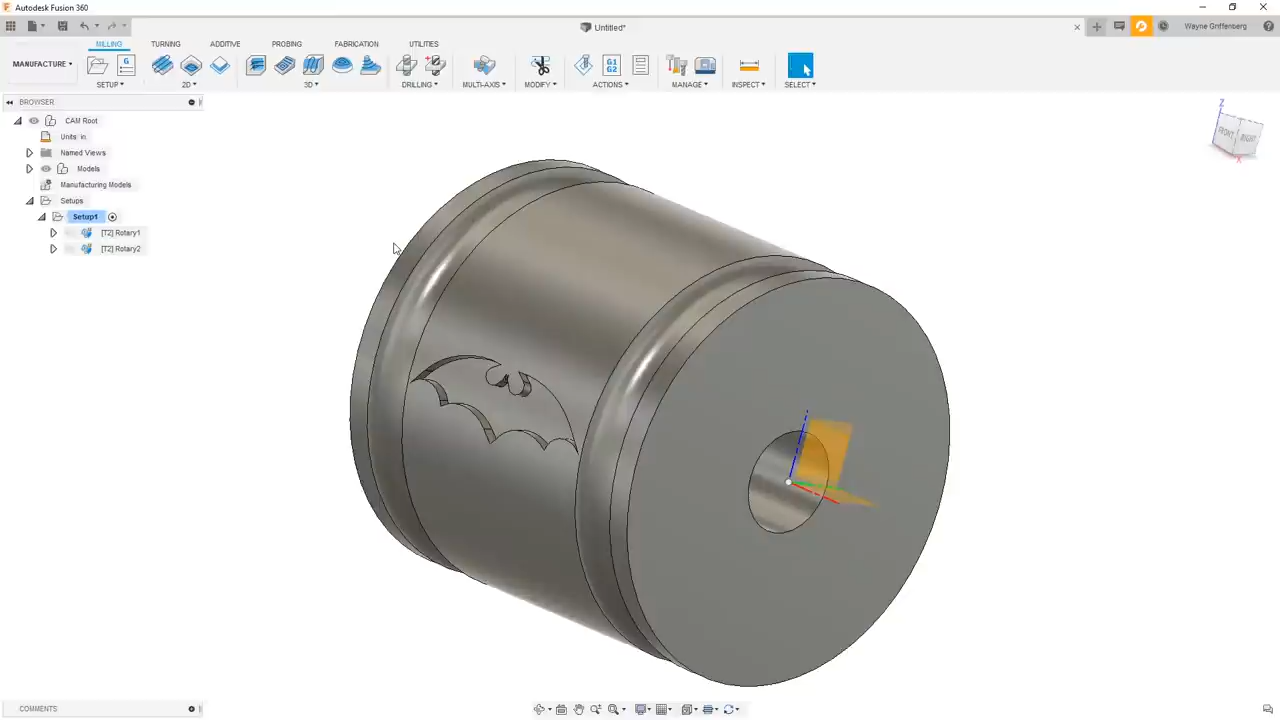 Autodesk Fusion 360
Untitled*
Wayne Griffenberg
MILLING TURNING ADDITIVE PROBING FABRICATION UTILITIES
MANUFACTURE
G
G1
G2
SETUP 2D 3D DRILLING MULTI-AXIS MODIFY ACTIONS MANAGE INSPECT SELECT
BROWSER
CAM Root
Units in
Named Views
Models
Manufacturing Models
Setups
Setup1
[T2] Rotary1
[T2] Rotary2
Z
FRONT RIGHT
X
COMMENTS